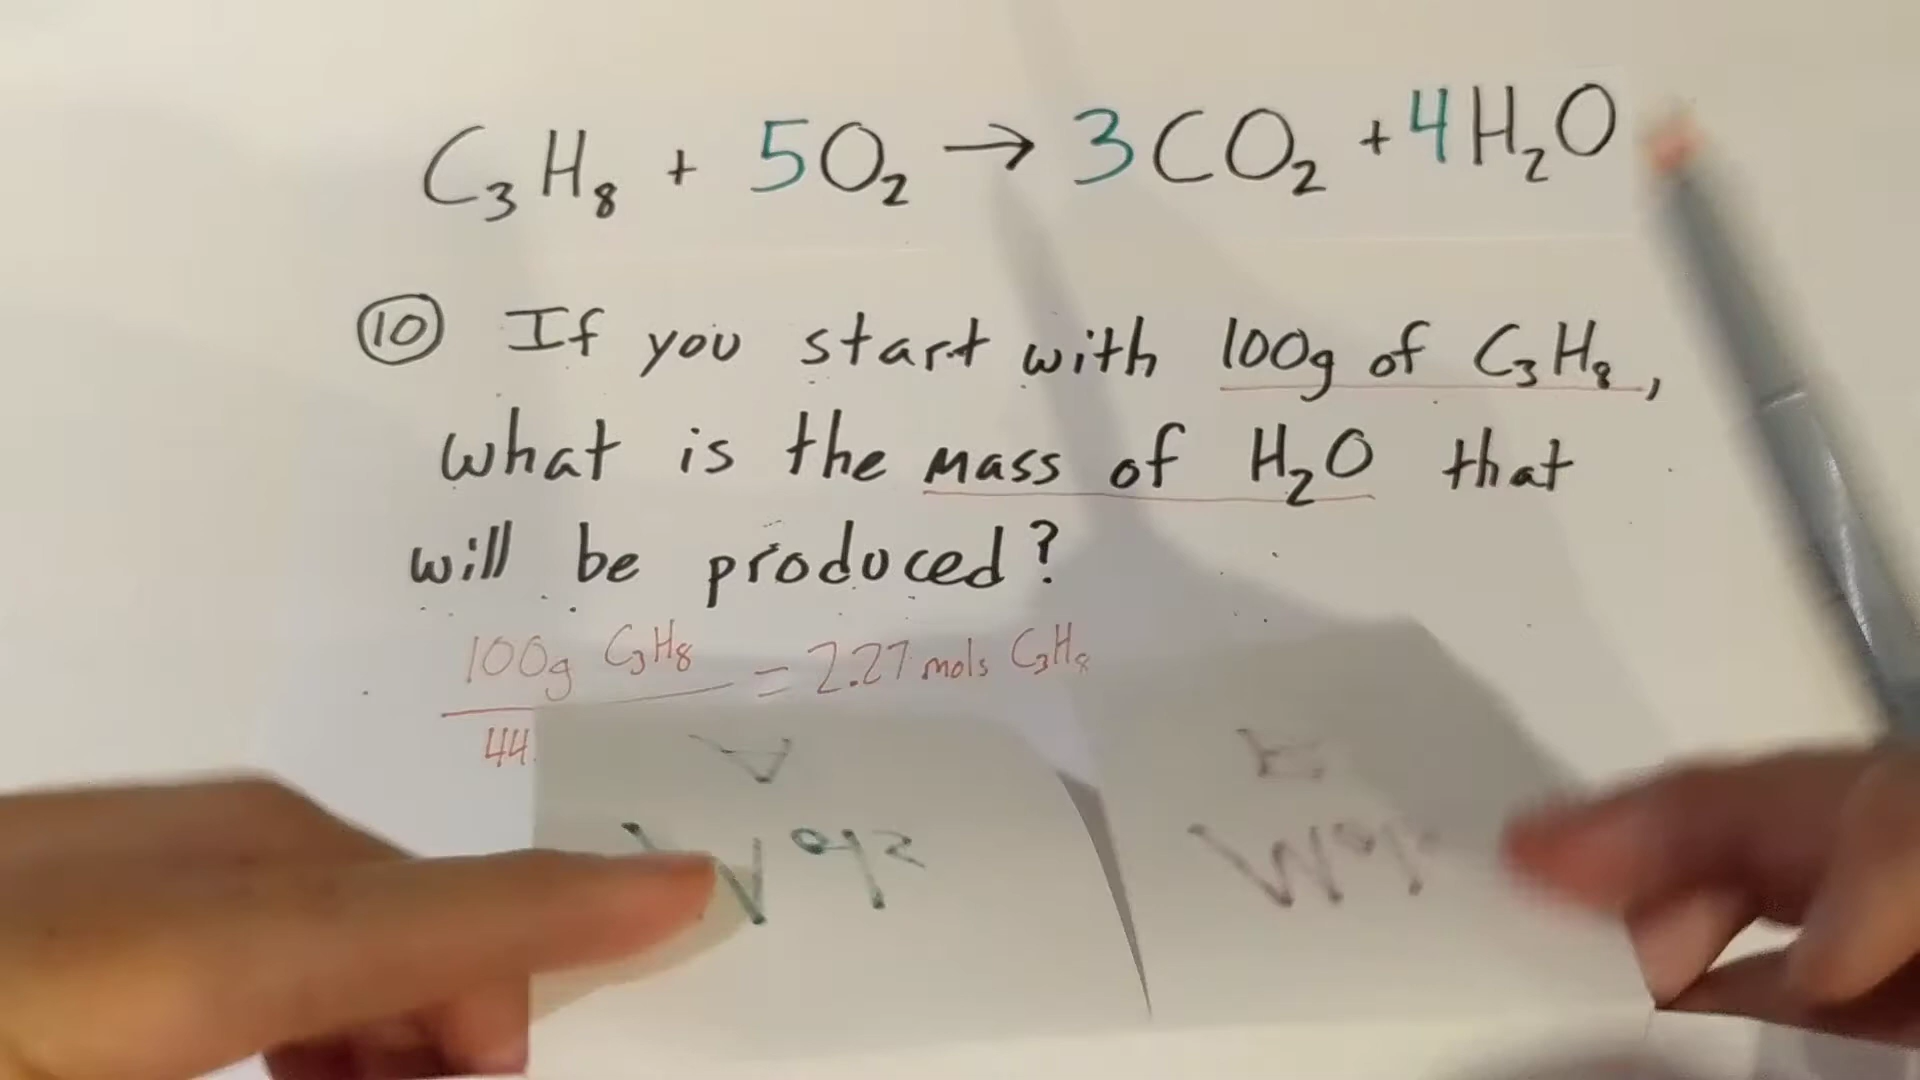 C₃H₈ + 5O₂ → 3CO₂ + 4H₂O
⑩ If you start with 100g of C₃H₈,
what is the mass of H₂O that
will be produced?
100g C₃H₈ = 2.27 mols C₃H₈
44.
A
Mols